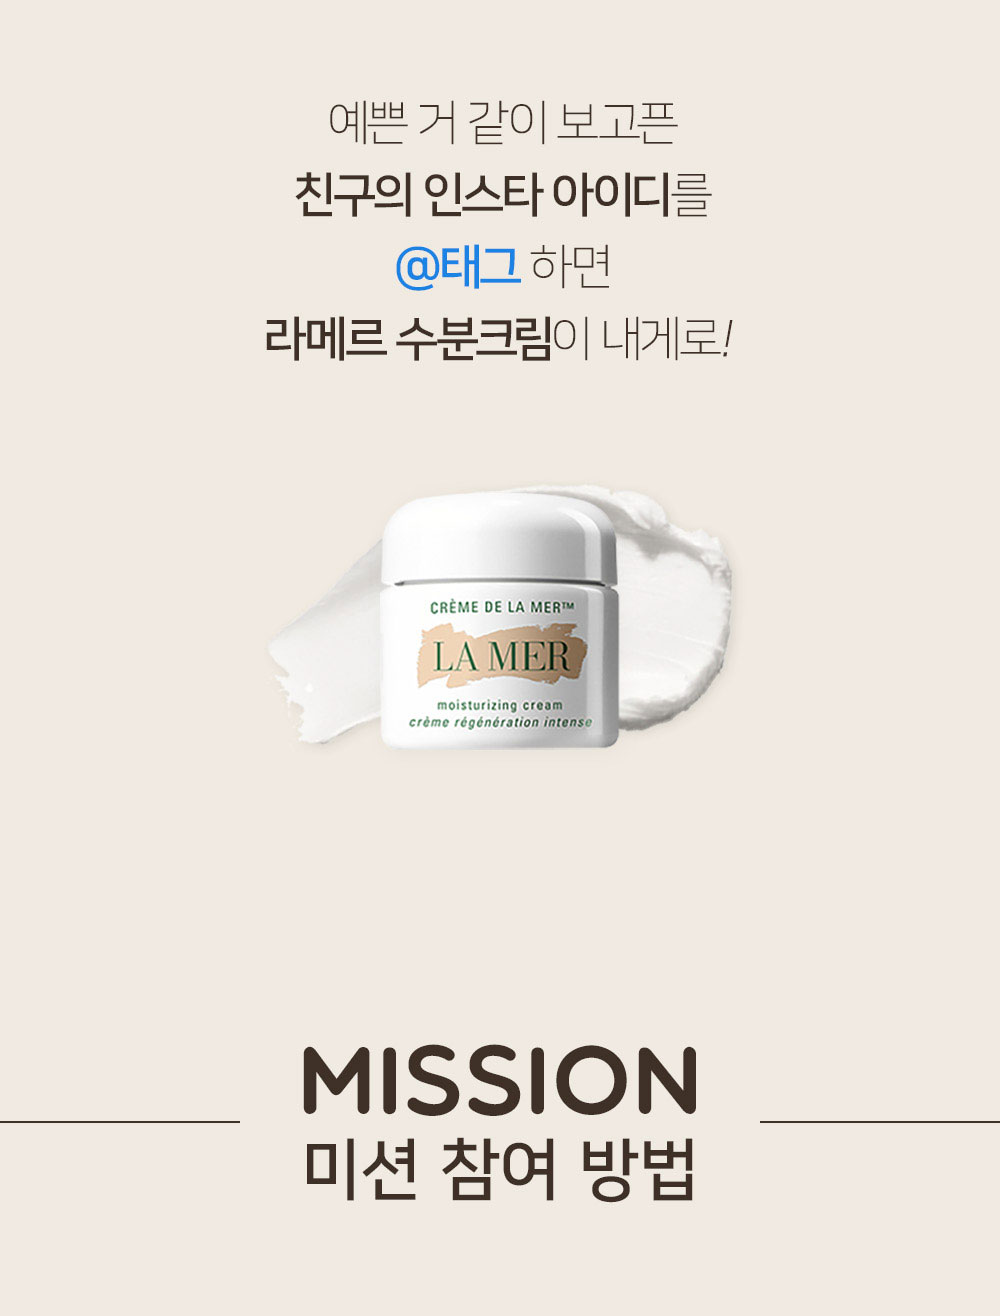 예쁜 거 같이 보고픈
친구의 인스타 아이디를
@태그 하면
라메르 수분크림이 내게로!
CRÈME DE LA MER™
LA MER
moisturizing cream
crème régénération intense
MISSION
미션 참여 방법